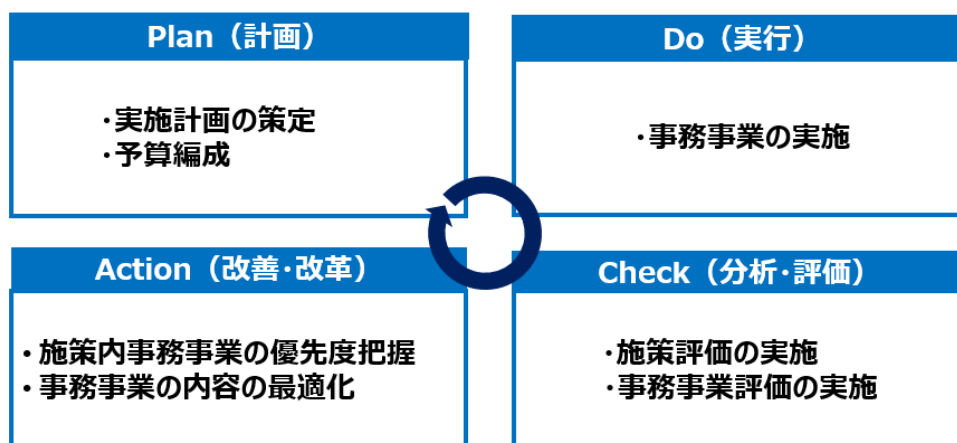 Plan（計画）
・実施計画の策定
・予算編成
Do（実行）
・事務事業の実施
Action（改善・改革）
・施策内事務事業の優先度把握
・事務事業の内容の最適化
Check（分析・評価）
・施策評価の実施
・事務事業評価の実施